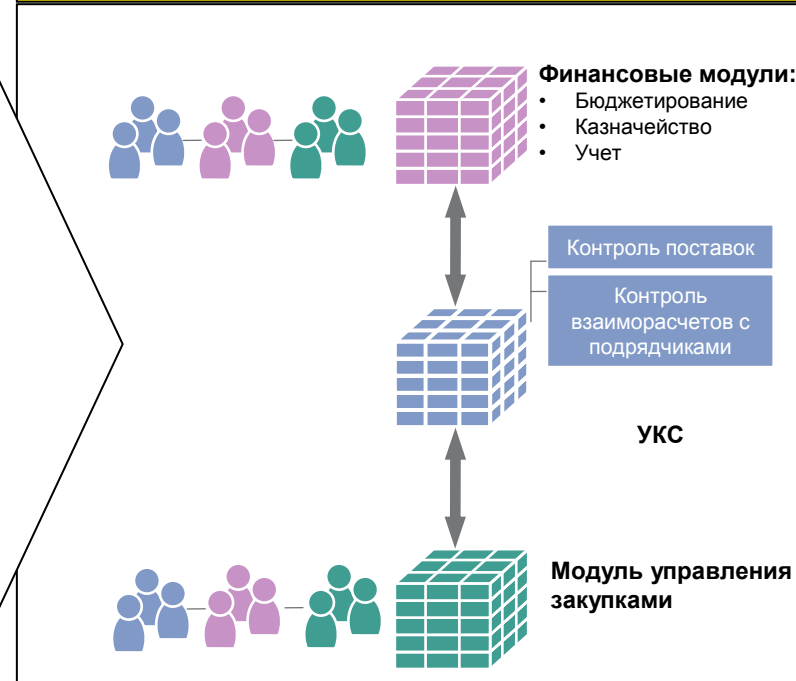 Финансовые модули:
• Бюджетирование
• Казначейство
• Учет
Контроль поставок
Контроль
взаиморасчетов с
подрядчиками
УКС
Модуль управления
закупками